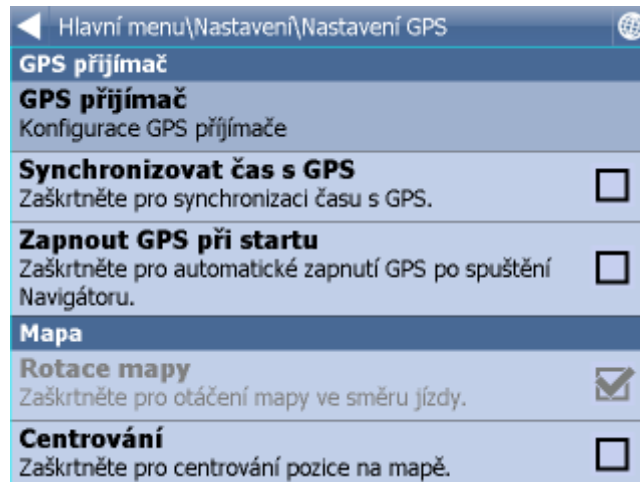 Hlavní menu\Nastavení\Nastavení GPS
GPS přijímač
GPS přijímač
Konfigurace GPS příjímače
Synchronizovat čas s GPS
Zaškrtněte pro synchronizaci času s GPS.
Zapnout GPS při startu
Zaškrtněte pro automatické zapnutí GPS po spuštění
Navigátoru.
Mapa
Rotace mapy
Zaškrtněte pro otáčení mapy ve směru jízdy.
Centrování
Zaškrtněte pro centrování pozice na mapě.